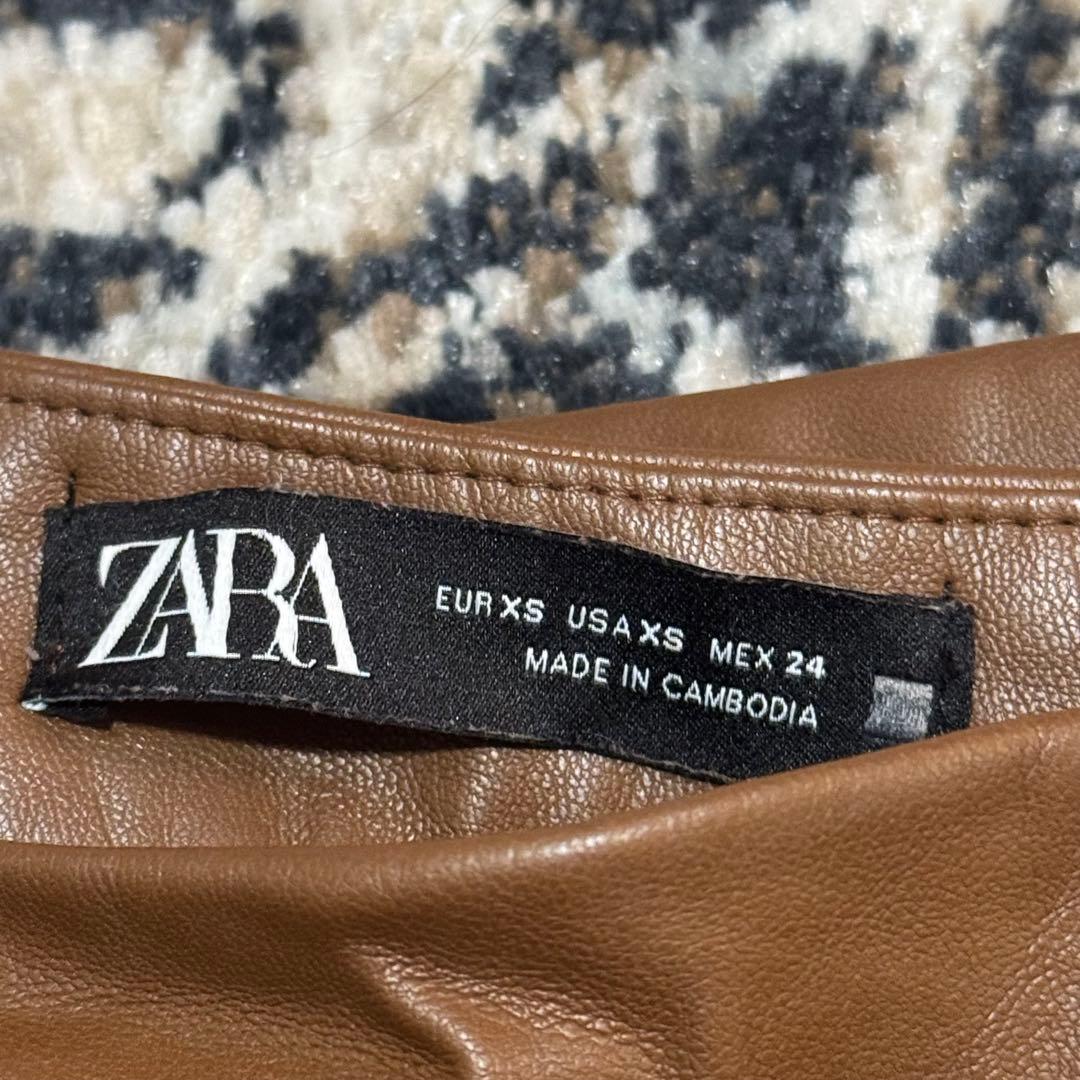 ZARA
EUR XS USA XS MEX 24
MADE IN CAMBODIA